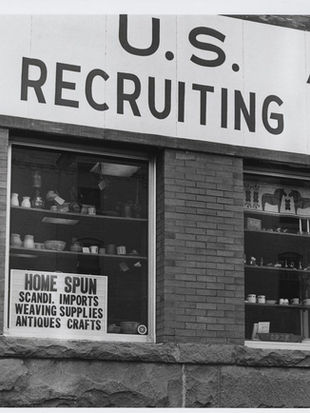 U.S.
RECRUITING
HOME SPUN
SCANDI. IMPORTS
WEAVING SUPPLIES
ANTIQUES CRAFTS